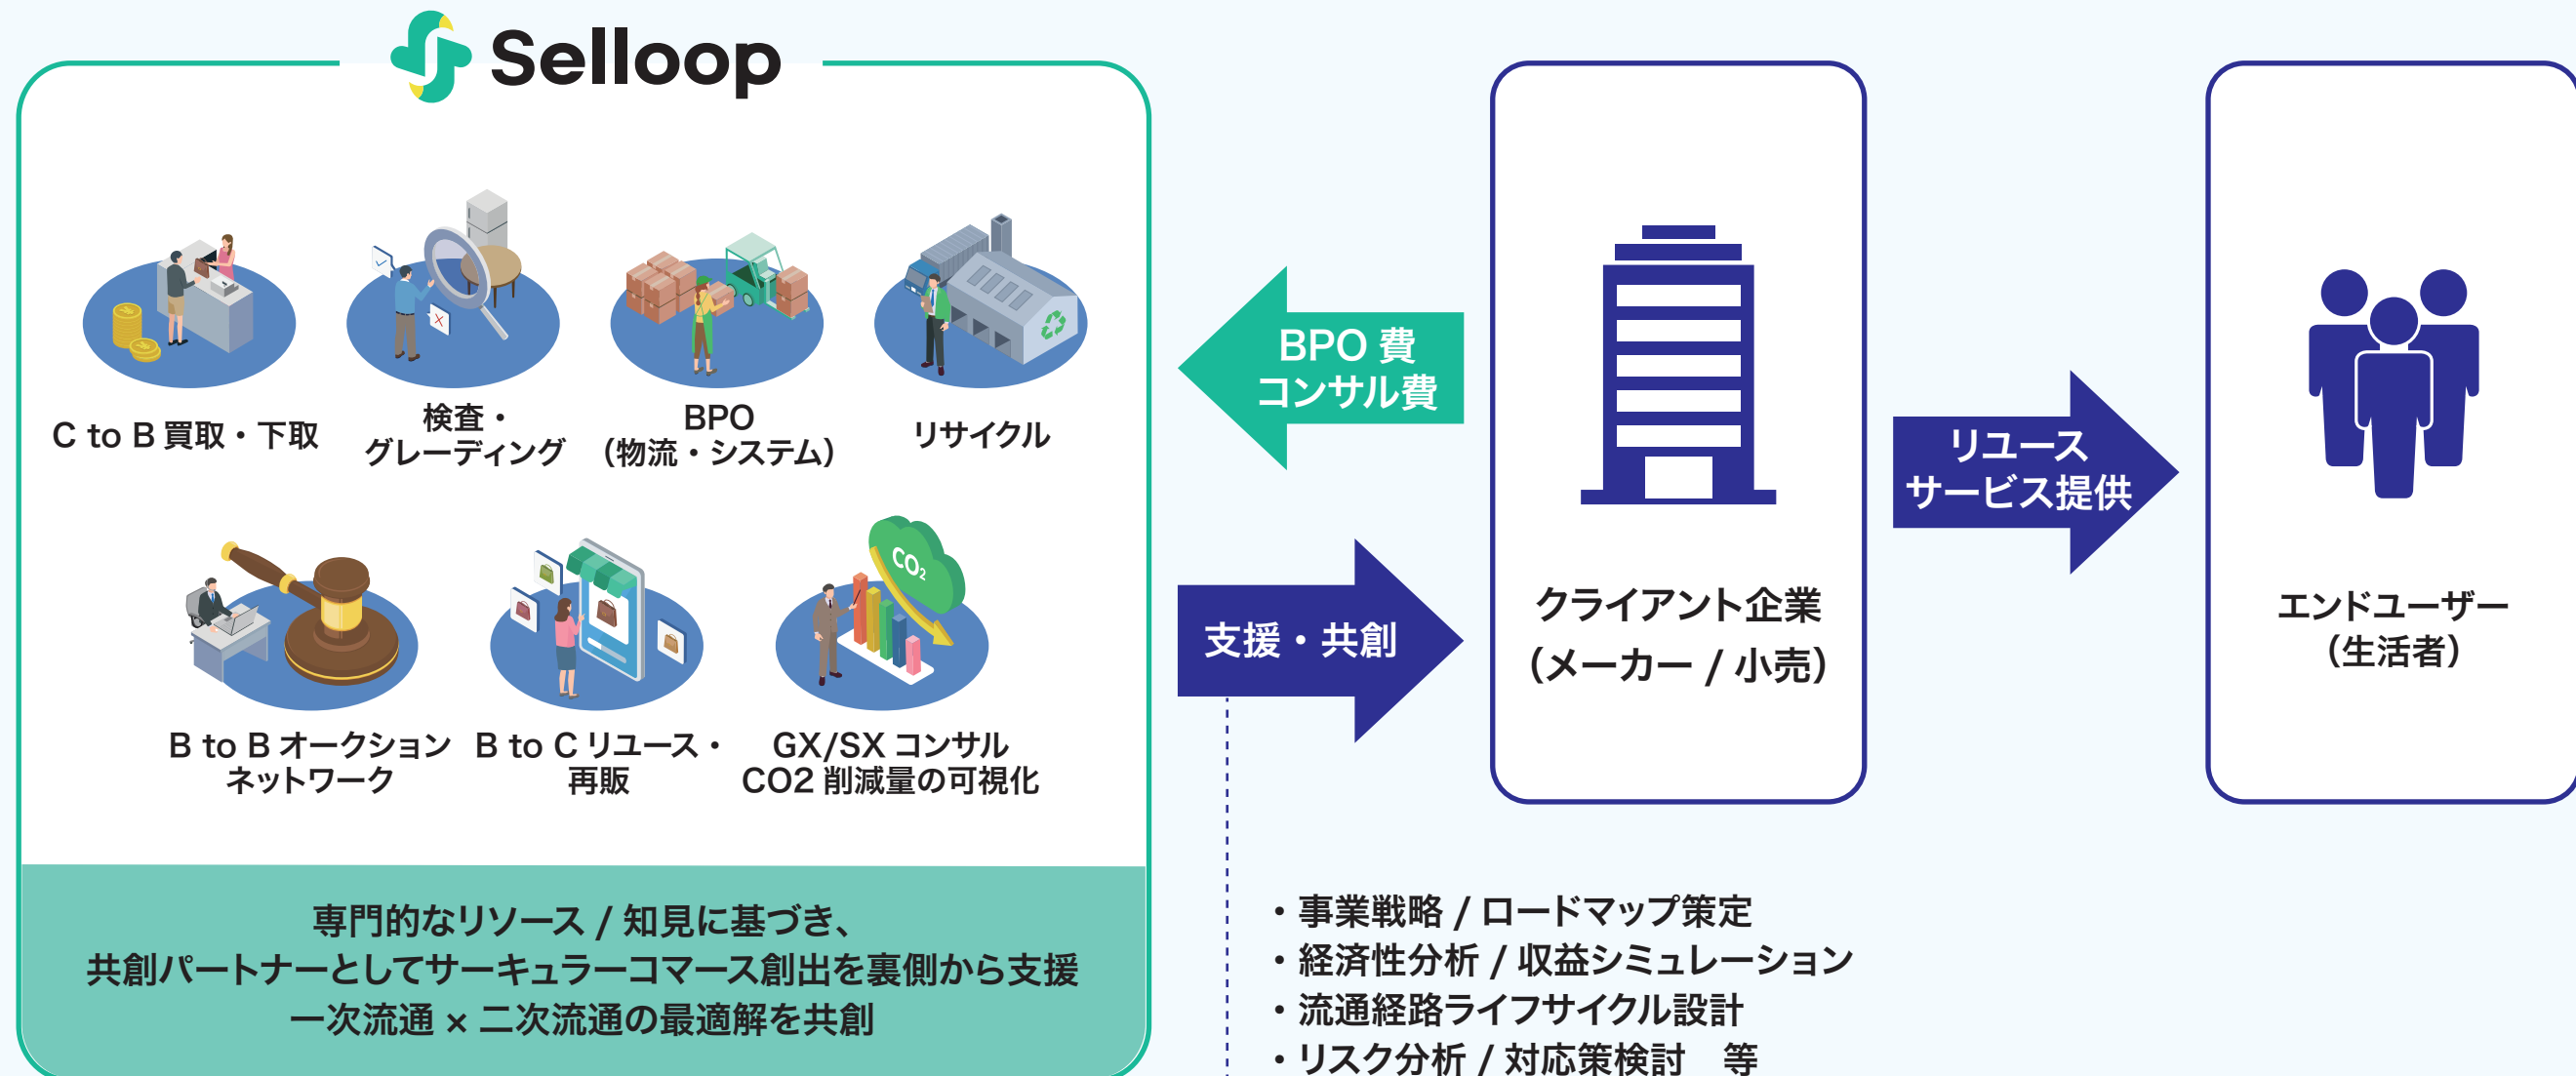 Selloop
C to B 買取・下取
検査・
グレーディング
BPO
（物流・システム）
リサイクル
B to B オークション
ネットワーク
B to C リユース・
再販
CO₂
GX/SX コンサル
CO2 削減量の可視化
専門的なリソース / 知見に基づき、
共創パートナーとしてサーキュラーコマース創出を裏側から支援
一次流通 × 二次流通の最適解を共創
BPO 費
コンサル費
支援・共創
クライアント企業
（メーカー / 小売）
リユース
サービス提供
エンドユーザー
（生活者）
・事業戦略 / ロードマップ策定
・経済性分析 / 収益シミュレーション
・流通経路ライフサイクル設計
・リスク分析 / 対応策検討　等